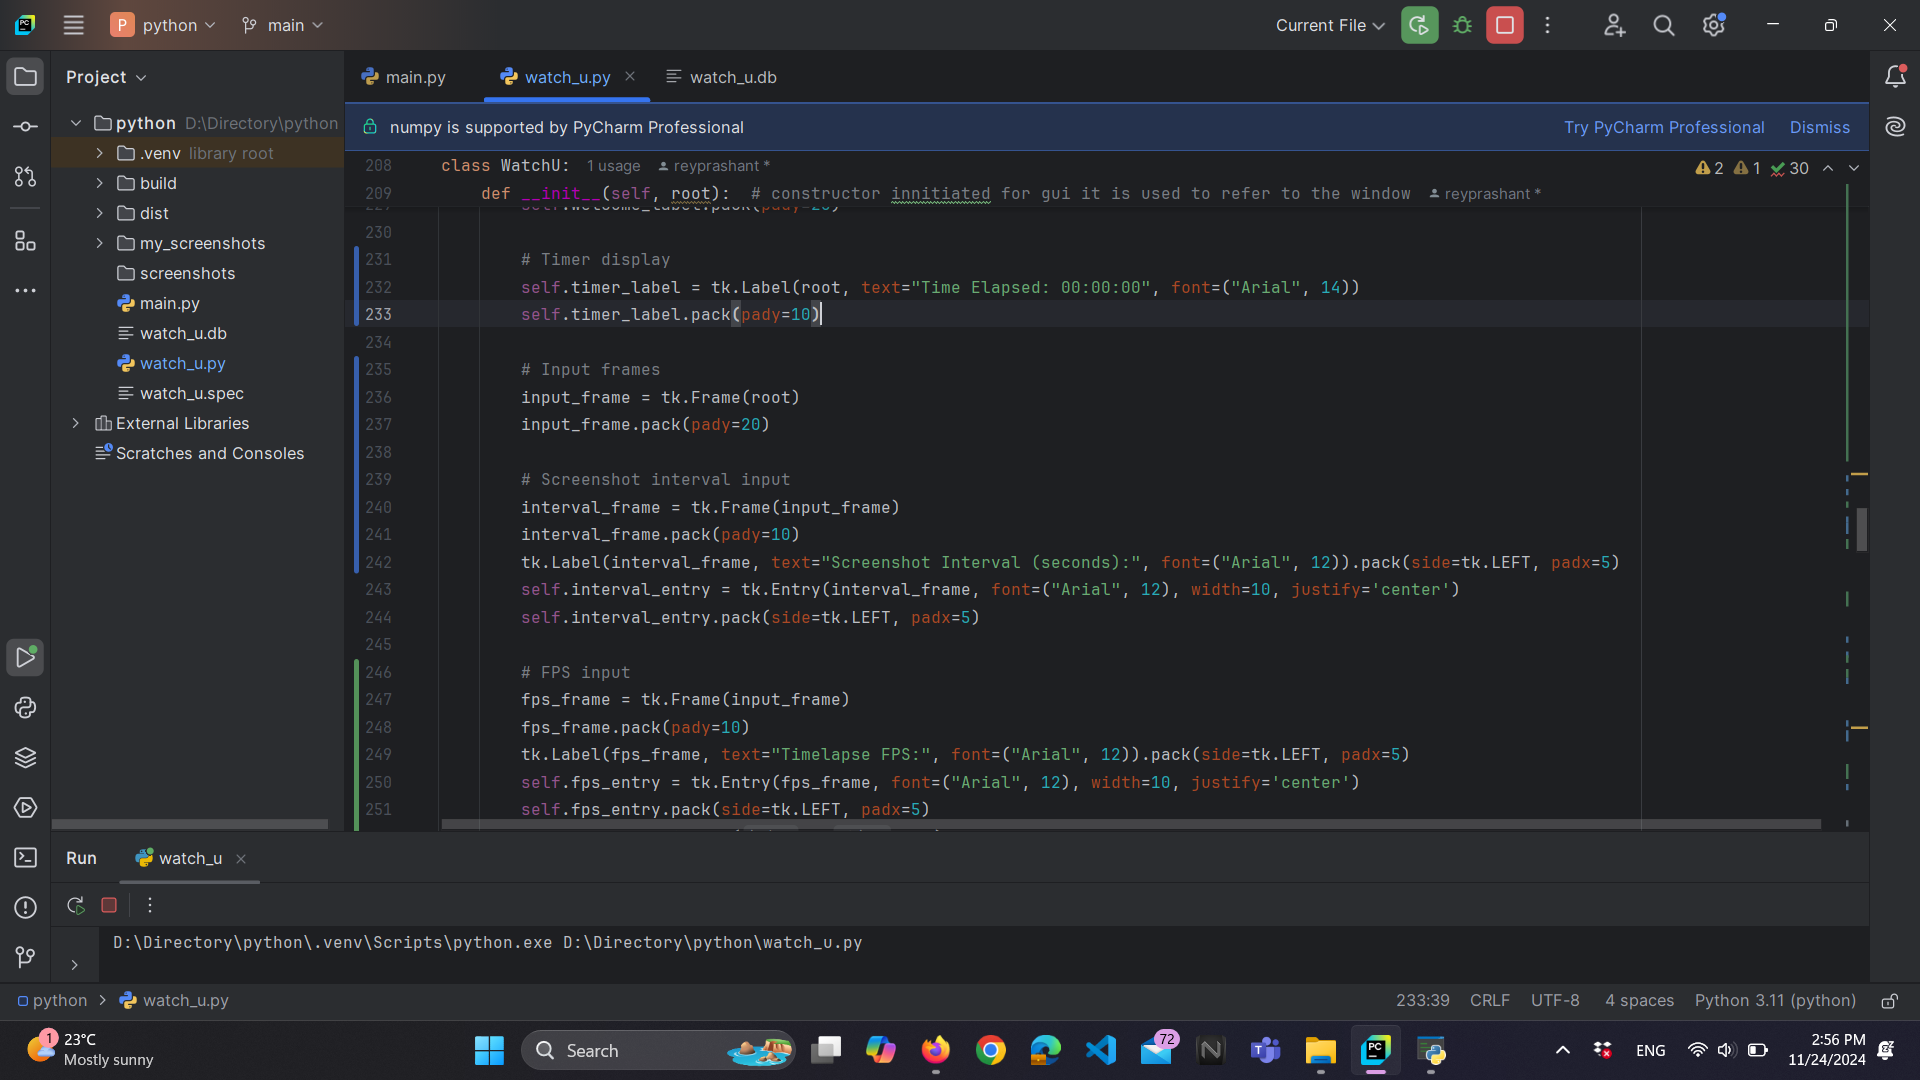 PC
P python
main
Current File
Project
main.py
watch_u.py
watch_u.db
numpy is supported by PyCharm Professional
Try PyCharm Professional
Dismiss
python D:\Directory\python
.venv library root
build
dist
my_screenshots
screenshots
main.py
watch_u.db
watch_u.py
watch_u.spec
External Libraries
Scratches and Consoles
2 1 30
208 class WatchU: 1 usage reyprashant *
209 def __init__(self, root): # constructor innitiated for gui it is used to refer to the window reyprashant *
230
231 # Timer display
232 self.timer_label = tk.Label(root, text="Time Elapsed: 00:00:00", font=("Arial", 14))
233 self.timer_label.pack(pady=10)
234
235 # Input frames
236 input_frame = tk.Frame(root)
237 input_frame.pack(pady=20)
238
239 # Screenshot interval input
240 interval_frame = tk.Frame(input_frame)
241 interval_frame.pack(pady=10)
242 tk.Label(interval_frame, text="Screenshot Interval (seconds):", font=("Arial", 12)).pack(side=tk.LEFT, padx=5)
243 self.interval_entry = tk.Entry(interval_frame, font=("Arial", 12), width=10, justify='center')
244 self.interval_entry.pack(side=tk.LEFT, padx=5)
245
246 # FPS input
247 fps_frame = tk.Frame(input_frame)
248 fps_frame.pack(pady=10)
249 tk.Label(fps_frame, text="Timelapse FPS:", font=("Arial", 12)).pack(side=tk.LEFT, padx=5)
250 self.fps_entry = tk.Entry(fps_frame, font=("Arial", 12), width=10, justify='center')
251 self.fps_entry.pack(side=tk.LEFT, padx=5)
Run watch_u
D:\Directory\python\.venv\Scripts\python.exe D:\Directory\python\watch_u.py
python > watch_u.py
233:39 CRLF UTF-8 4 spaces Python 3.11 (python)
1
23°C
Mostly sunny
Search
72
PC
ENG
2:56 PM
11/24/2024